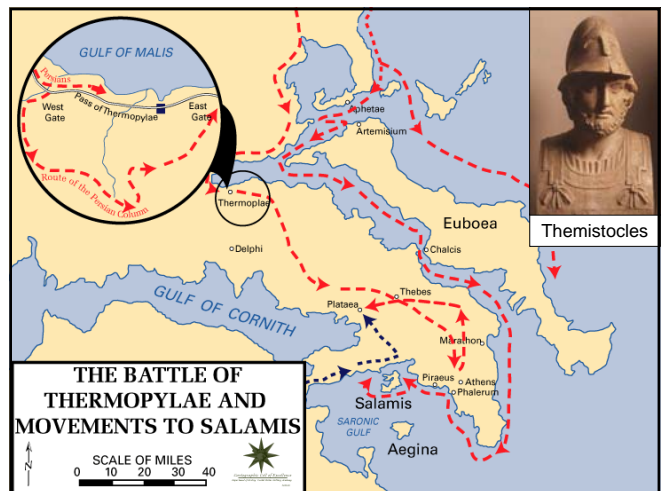 GULF OF MALIS
Persians
West
Gate
Pass of Thermopylae
East
Gate
Route of the Persian Column
Aphetae
Artemisium
Thermoplae
Euboea
Themistocles
Delphi
Chalcis
GULF OF CORNITH
Thebes
Plataea
Marathon
Piraeus
Athens
Phalerum
Salamis
SARONIC
GULF
Aegina
THE BATTLE OF
THERMOPYLAE AND
MOVEMENTS TO SALAMIS
N
SCALE OF MILES
0 10 20 30 40